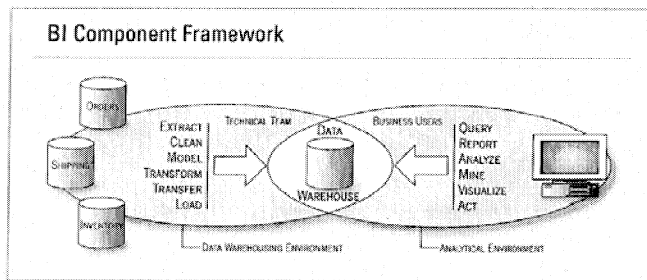 BI Component Framework
ORDERS
SHIPPING
INVENTORY
TECHNICAL TEAM
EXTRACT
CLEAN
MODEL
TRANSFORM
TRANSFER
LOAD
DATA
WAREHOUSE
BUSINESS USERS
QUERY
REPORT
ANALYZE
MINE
VISUALIZE
ACT
DATA WAREHOUSING ENVIRONMENT
ANALYTICAL ENVIRONMENT